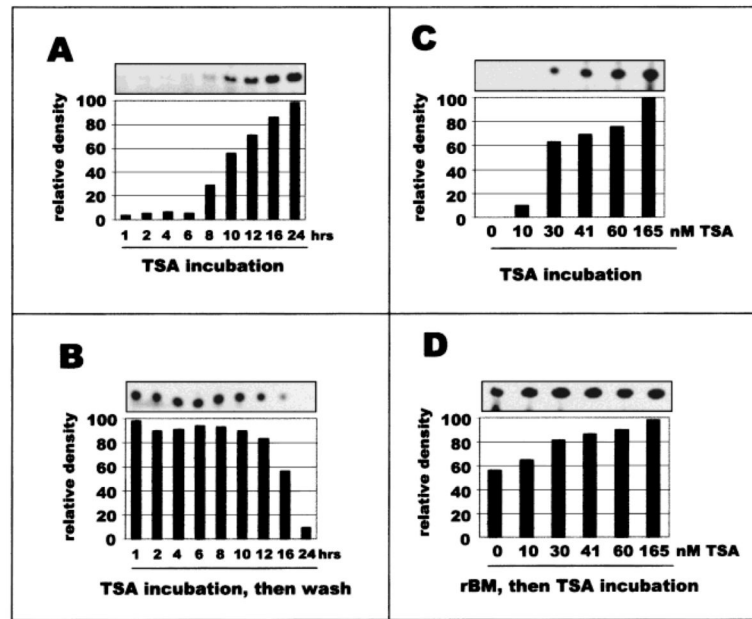 A
100
80
60
40
20
0
relative density
1 2 4 6 8 10 12 16 24 hrs
TSA incubation
C
100
80
60
40
20
0
relative density
0 10 30 41 60 165 nM TSA
TSA incubation
B
100
80
60
40
20
0
relative density
1 2 4 6 8 10 12 16 24 hrs
TSA incubation, then wash
D
100
80
60
40
20
0
relative density
0 10 30 41 60 165 nM TSA
rBM, then TSA incubation